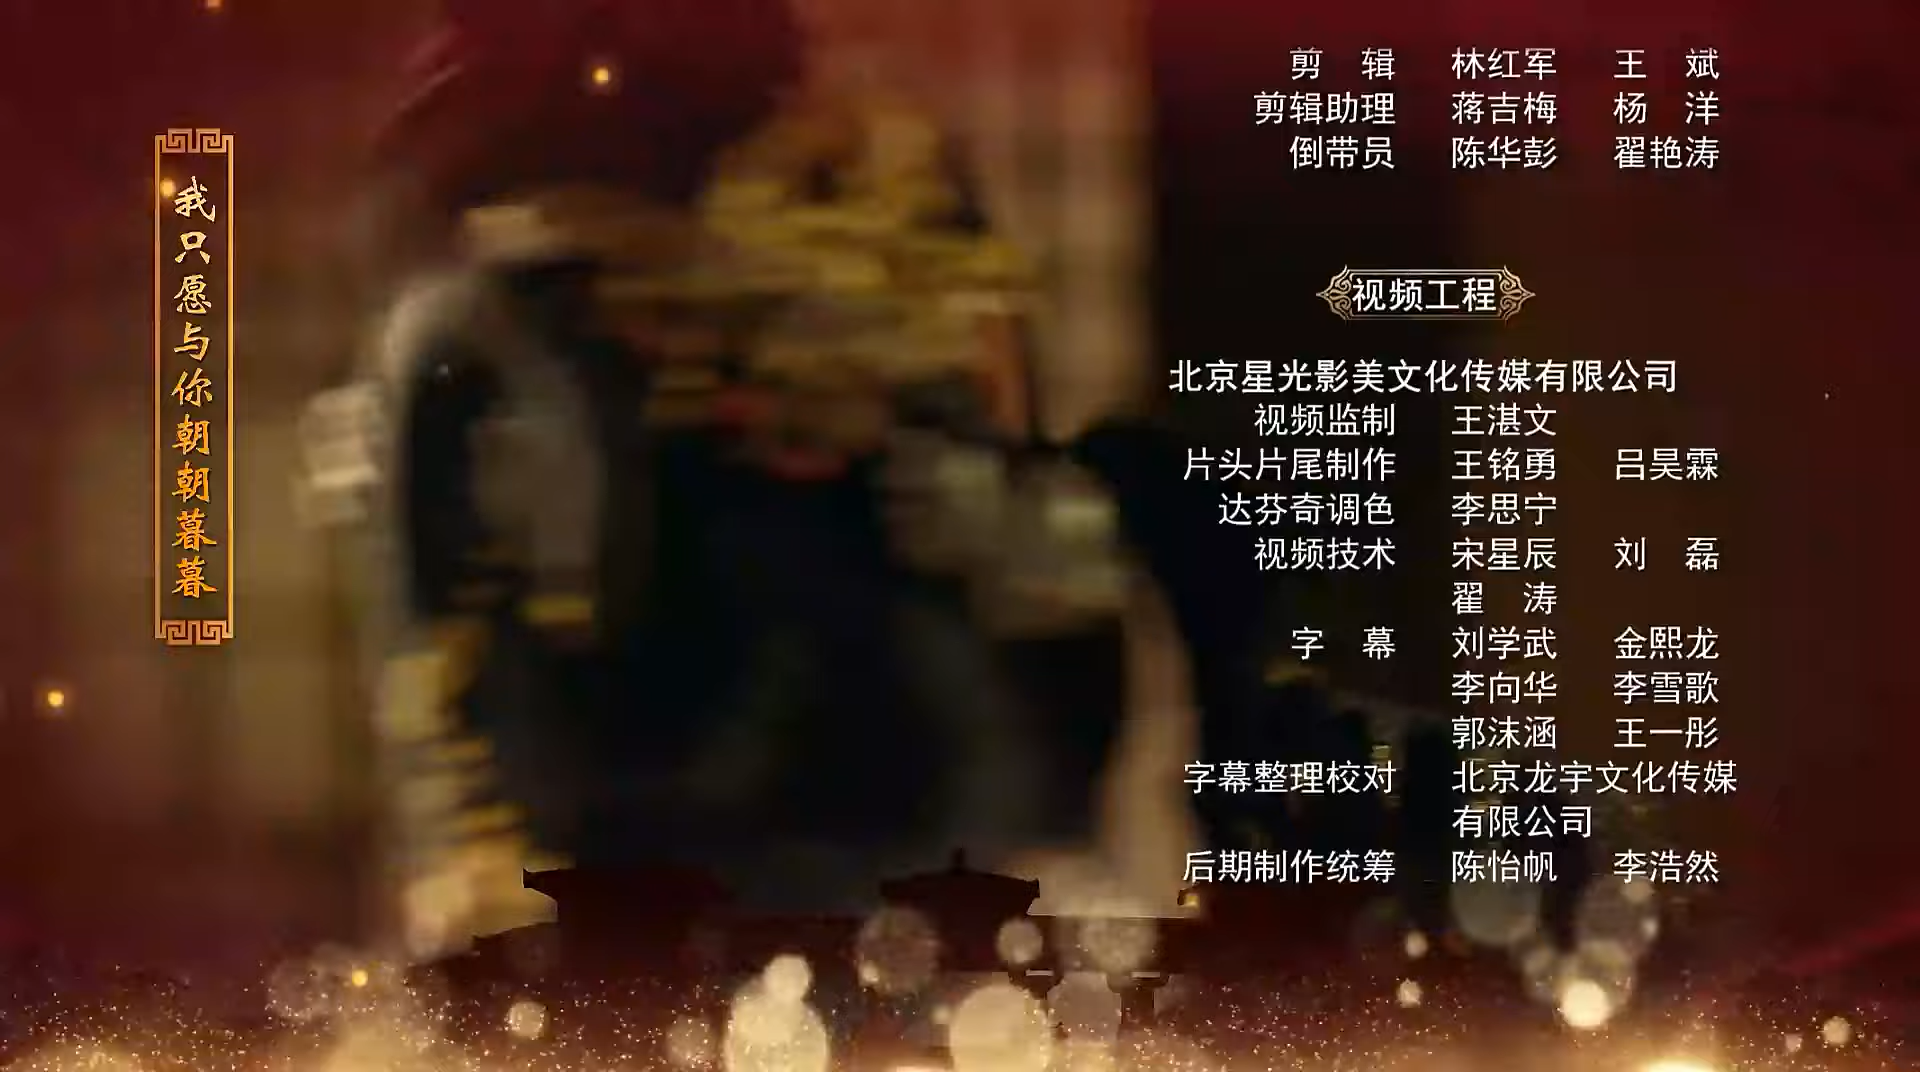 我只愿与你朝朝暮暮
剪 辑 林红军 王 斌
剪辑助理 蒋吉梅 杨 洋
倒带员 陈华彭 翟艳涛
视频工程
北京星光影美文化传媒有限公司
视频监制 王湛文
片头片尾制作 王铭勇 吕昊霖
达芬奇调色 李思宁
视频技术 宋星辰 刘 磊
翟 涛
字 幕 刘学武 金熙龙
李向华 李雪歌
郭沫涵 王一彤
字幕整理校对 北京龙宇文化传媒
有限公司
后期制作统筹 陈怡帆 李浩然